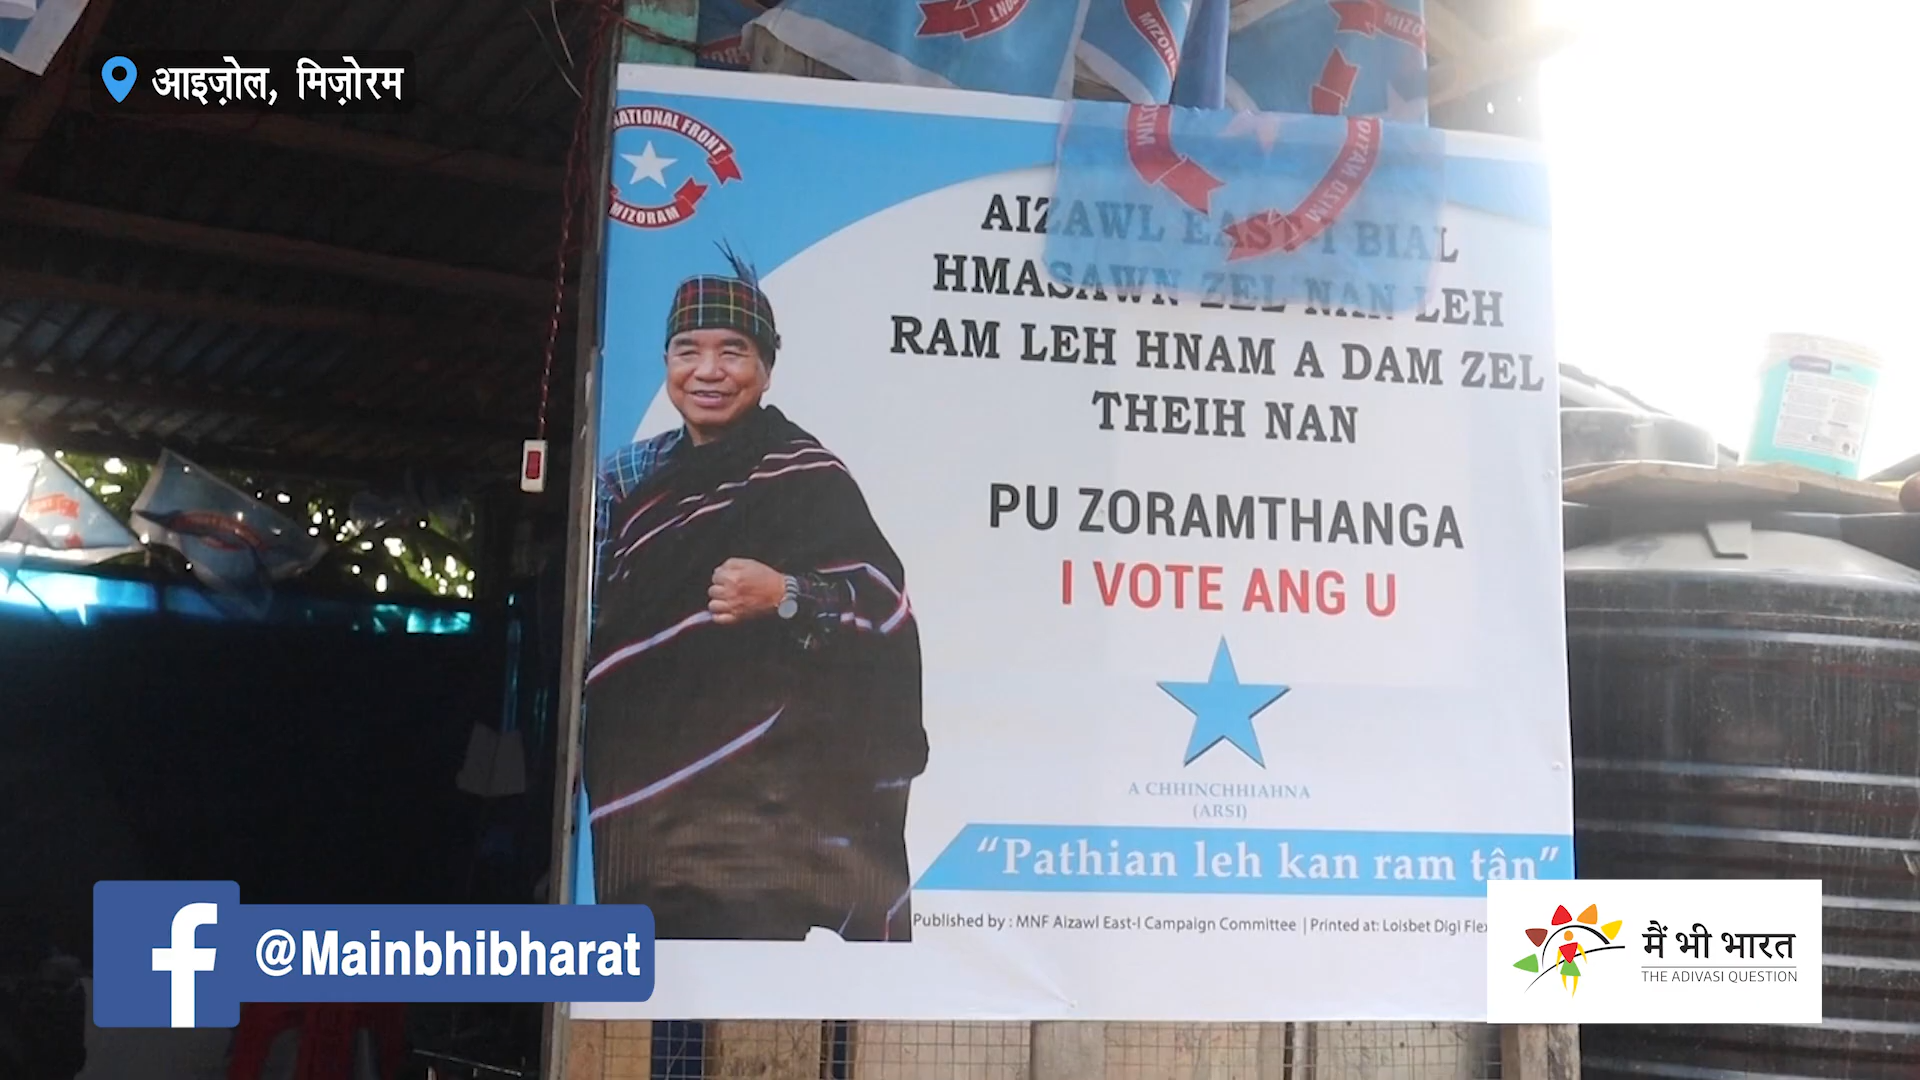 आइज़ोल, मिज़ोरम
NATIONAL FRONT
MIZORAM
AIZAWL EAST-I BIAL
HMASAWN ZEL NAN LEH
RAM LEH HNAM A DAM ZEL
THEIH NAN
PU ZORAMTHANGA
I VOTE ANG U
A CHHINCHHIAHNA
(ARSI)
“Pathian leh kan ram tân”
Published by : MNF Aizawl East-I Campaign Committee | Printed at: Loisbet Digi Flex
f @Mainbhibharat
मैं भी भारत
THE ADIVASI QUESTION